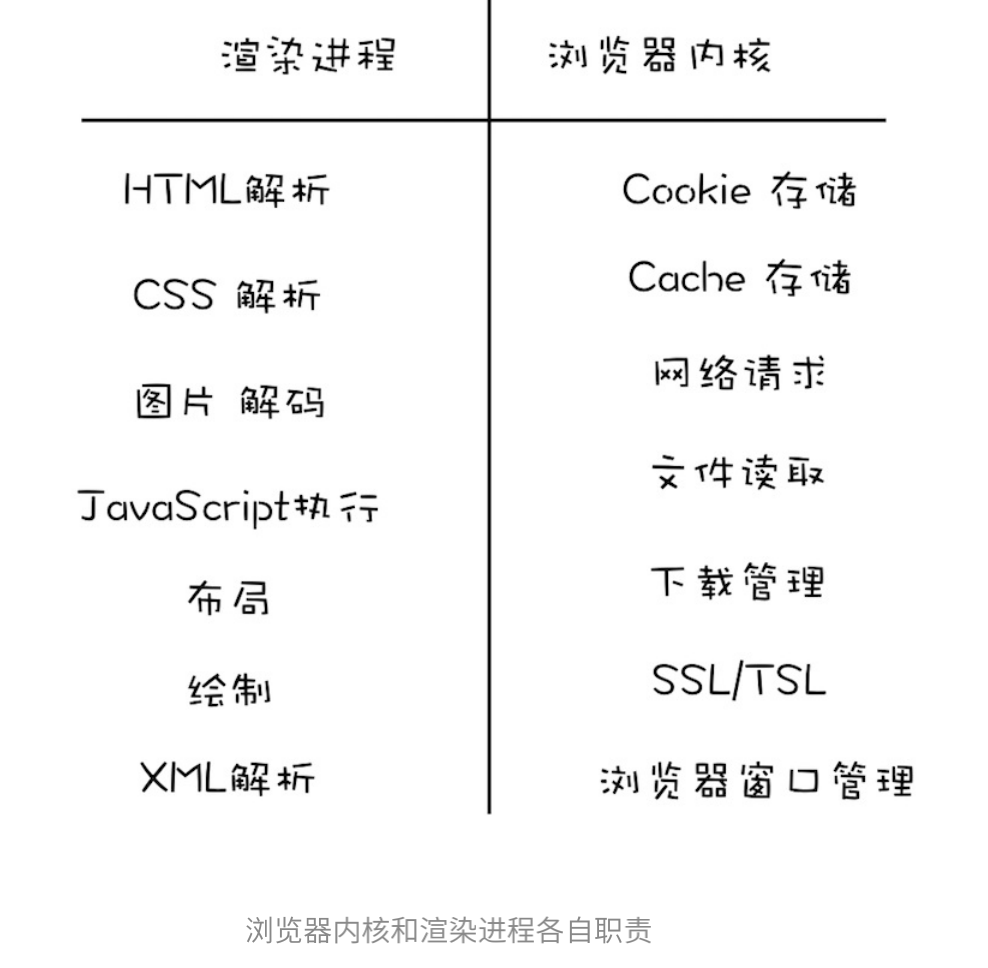 渲染进程 浏览器内核
HTML解析 Cookie 存储
CSS 解析 Cache 存储
图片 解码 网络请求
JavaScript执行 文件读取
布局 下载管理
绘制 SSL/TSL
XML解析 浏览器窗口管理
浏览器内核和渲染进程各自职责